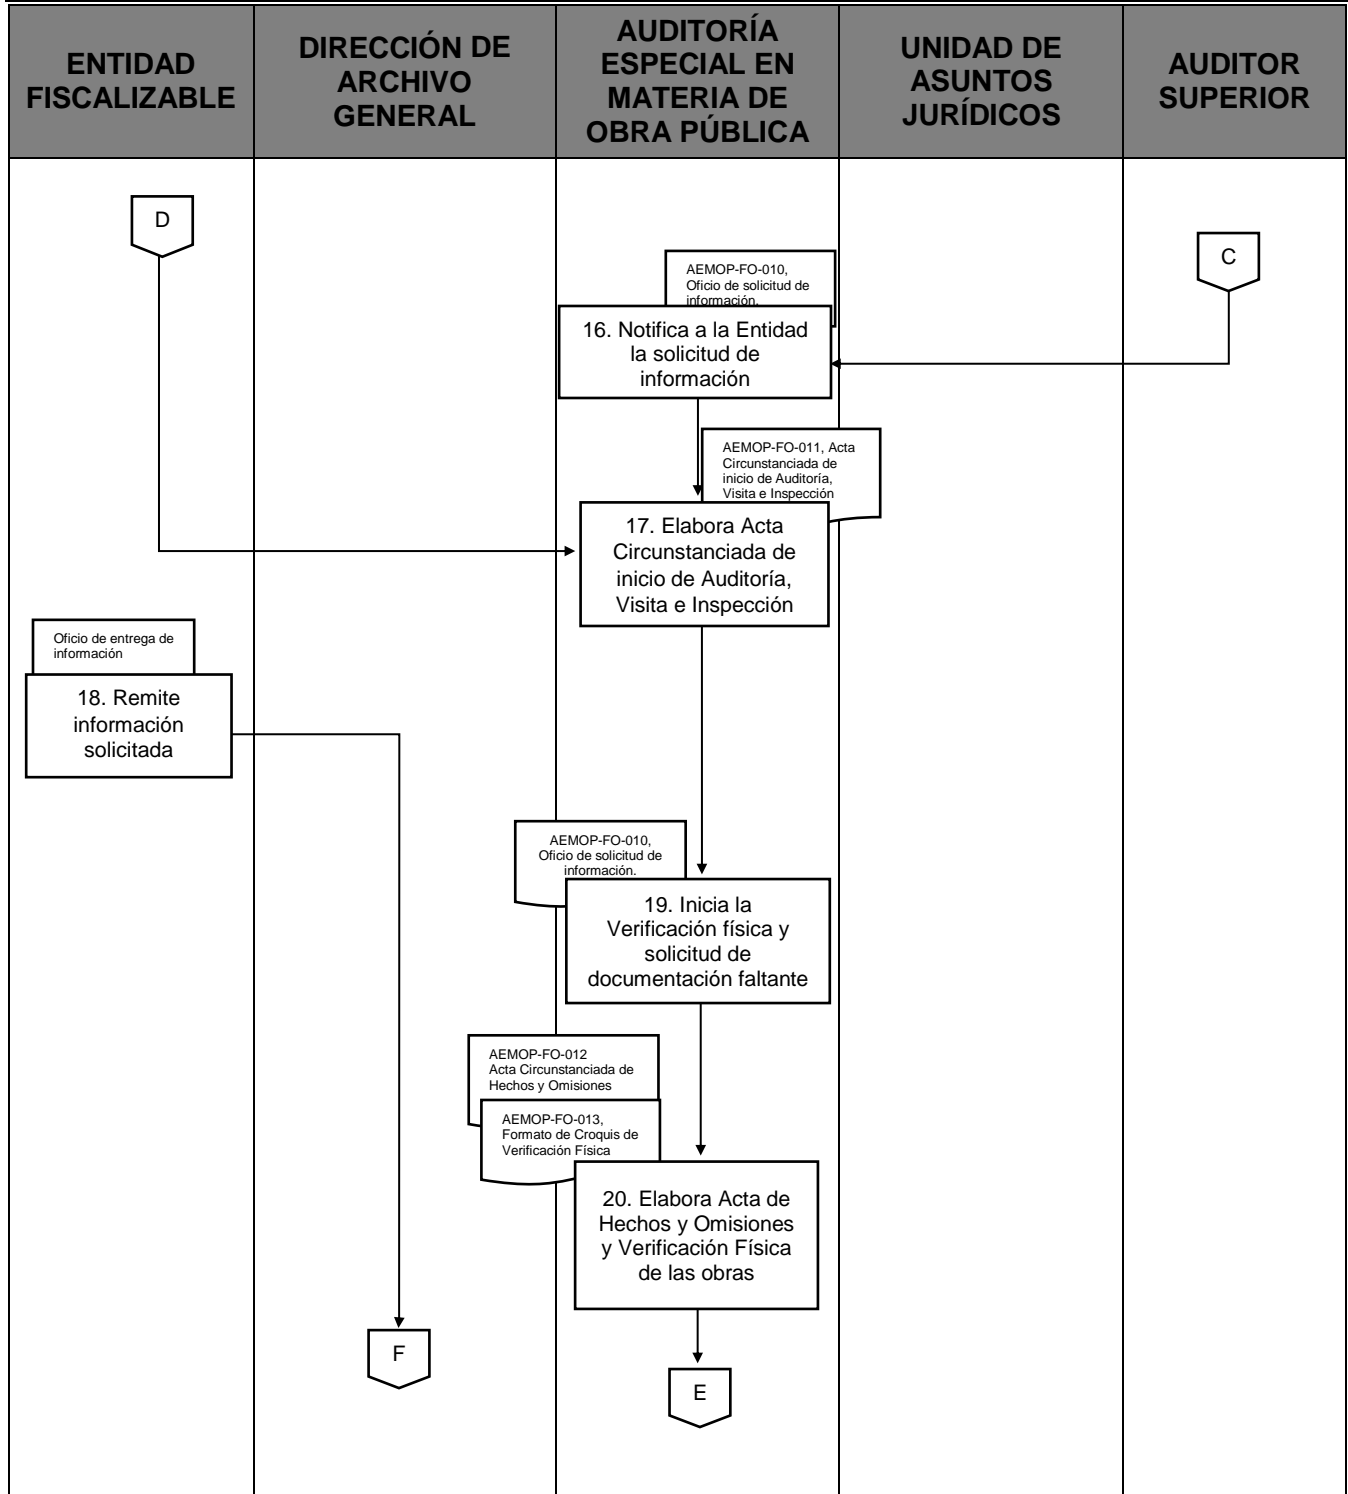 ENTIDAD
FISCALIZABLE
DIRECCIÓN DE
ARCHIVO
GENERAL
AUDITORÍA
ESPECIAL EN
MATERIA DE
OBRA PÚBLICA
UNIDAD DE
ASUNTOS
JURÍDICOS
AUDITOR
SUPERIOR
D
C
AEMOP-FO-010,
Oficio de solicitud de
información.
16. Notifica a la Entidad
la solicitud de
información
AEMOP-FO-011, Acta
Circunstanciada de
inicio de Auditoría,
Visita e Inspección
17. Elabora Acta
Circunstanciada de
inicio de Auditoría,
Visita e Inspección
Oficio de entrega de
información
18. Remite
información
solicitada
AEMOP-FO-010,
Oficio de solicitud de
información.
19. Inicia la
Verificación física y
solicitud de
documentación faltante
AEMOP-FO-012
Acta Circunstanciada de
Hechos y Omisiones
AEMOP-FO-013,
Formato de Croquis de
Verificación Física
20. Elabora Acta de
Hechos y Omisiones
y Verificación Física
de las obras
F
E